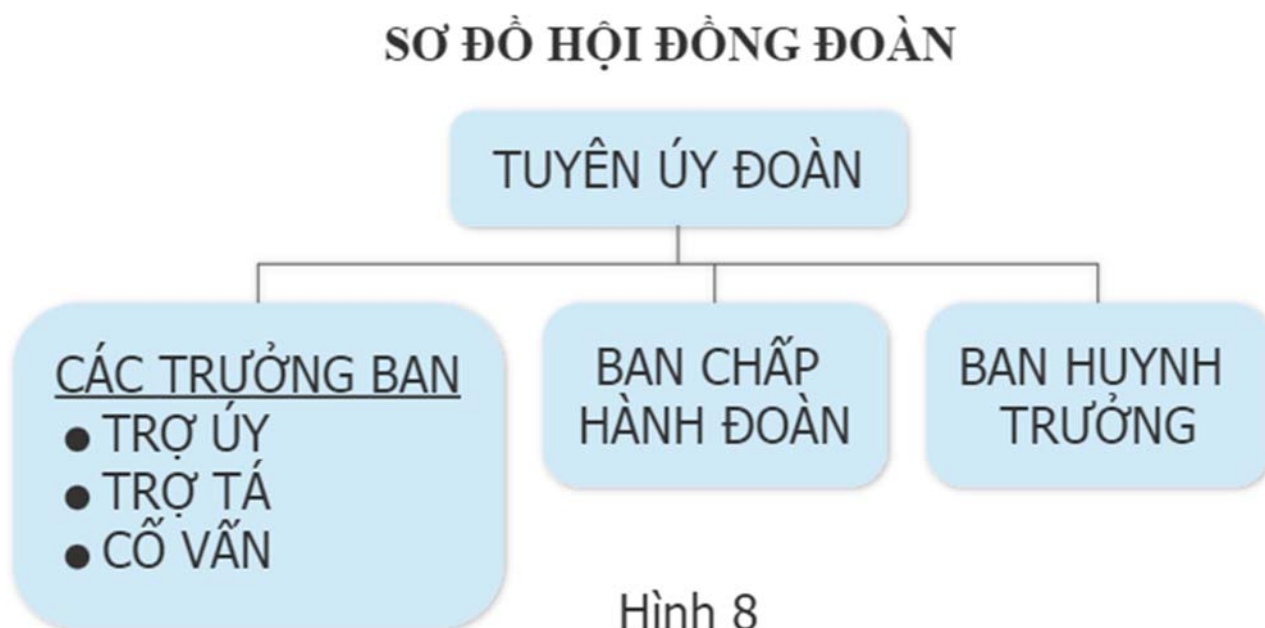 SƠ ĐỒ HỘI ĐỒNG ĐOÀN
TUYÊN ÚY ĐOÀN
CÁC TRƯỞNG BAN
● TRỢ ÚY
● TRỢ TÁ
● CỐ VẤN
BAN CHẤP
HÀNH ĐOÀN
BAN HUYNH
TRƯỞNG
Hình 8